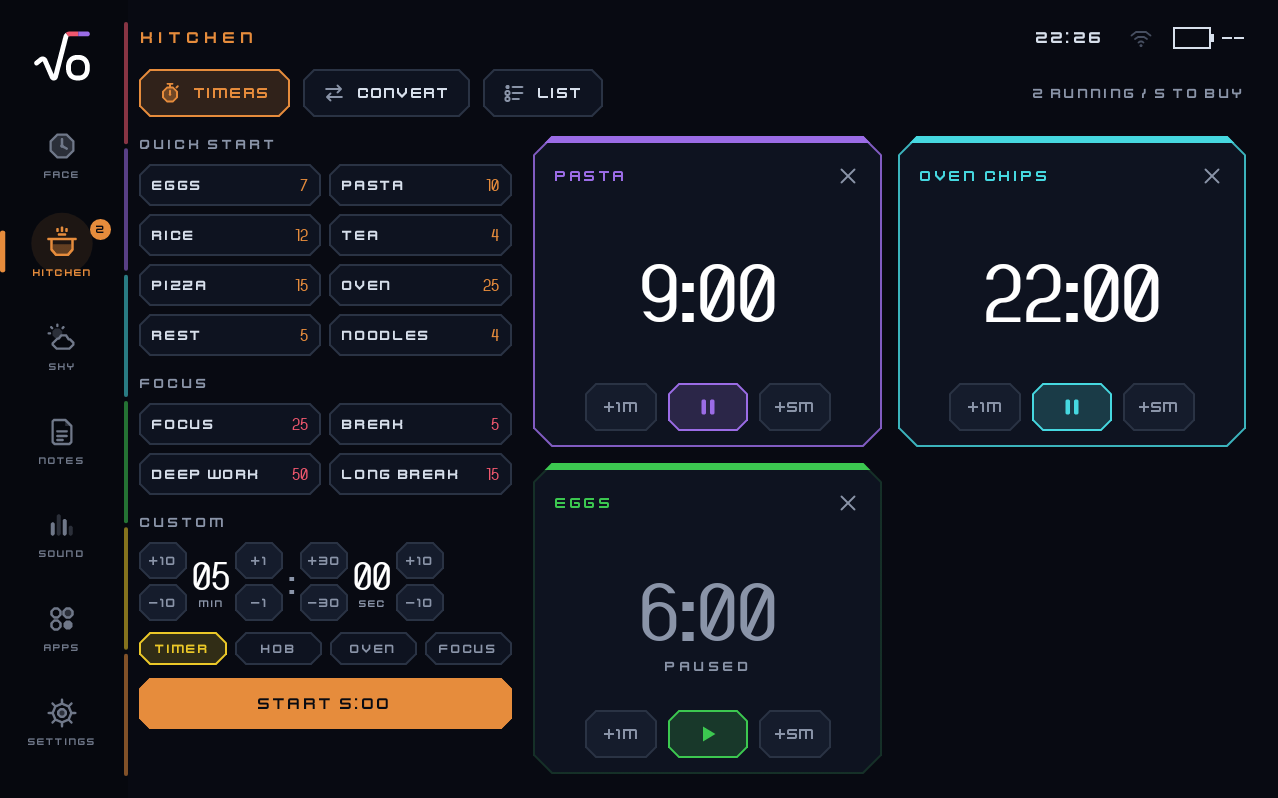 √o
HITCHEN
22:26
--
TIMERS
CONVERT
LIST
2 RUNNING / 5 TO BUY
FACE
HITCHEN
2
SKY
NOTES
SOUND
APPS
SETTINGS
QUICK START
EGGS 7
PASTA 10
RICE 12
TEA 4
PIZZA 15
OVEN 25
REST 5
NOODLES 4
FOCUS
FOCUS 25
BREAK 5
DEEP WORK 50
LONG BREAK 15
CUSTOM
+10 +1 +30 +10
05 : 00
MIN SEC
-10 -1 -30 -10
TIMER
HOB
OVEN
FOCUS
START 5:00
PASTA
9:00
+1M
+5M
OVEN CHIPS
22:00
+1M
+5M
EGGS
6:00
PAUSED
+1M
+5M